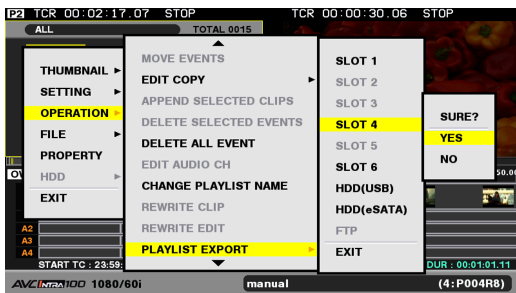 P2 TCR 00:02:17.07 STOP TCR 00:00:30.06 STOP
ALL TOTAL 0015
THUMBNAIL
SETTING
OPERATION
FILE
PROPERTY
HDD
EXIT
MOVE EVENTS
EDIT COPY
APPEND SELECTED CLIPS
DELETE SELECTED EVENTS
DELETE ALL EVENT
EDIT AUDIO CH
CHANGE PLAYLIST NAME
REWRITE CLIP
REWRITE EDIT
PLAYLIST EXPORT
SLOT 1
SLOT 2
SLOT 3
SLOT 4
SLOT 5
SLOT 6
HDD(USB)
HDD(eSATA)
FTP
EXIT
SURE?
YES
NO
OV
50.0
A2
A3
A4
START TC : 23:59:
DUR : 00:01:01.11
AVC INTRA 100 1080/60i manual (4:P004R8)